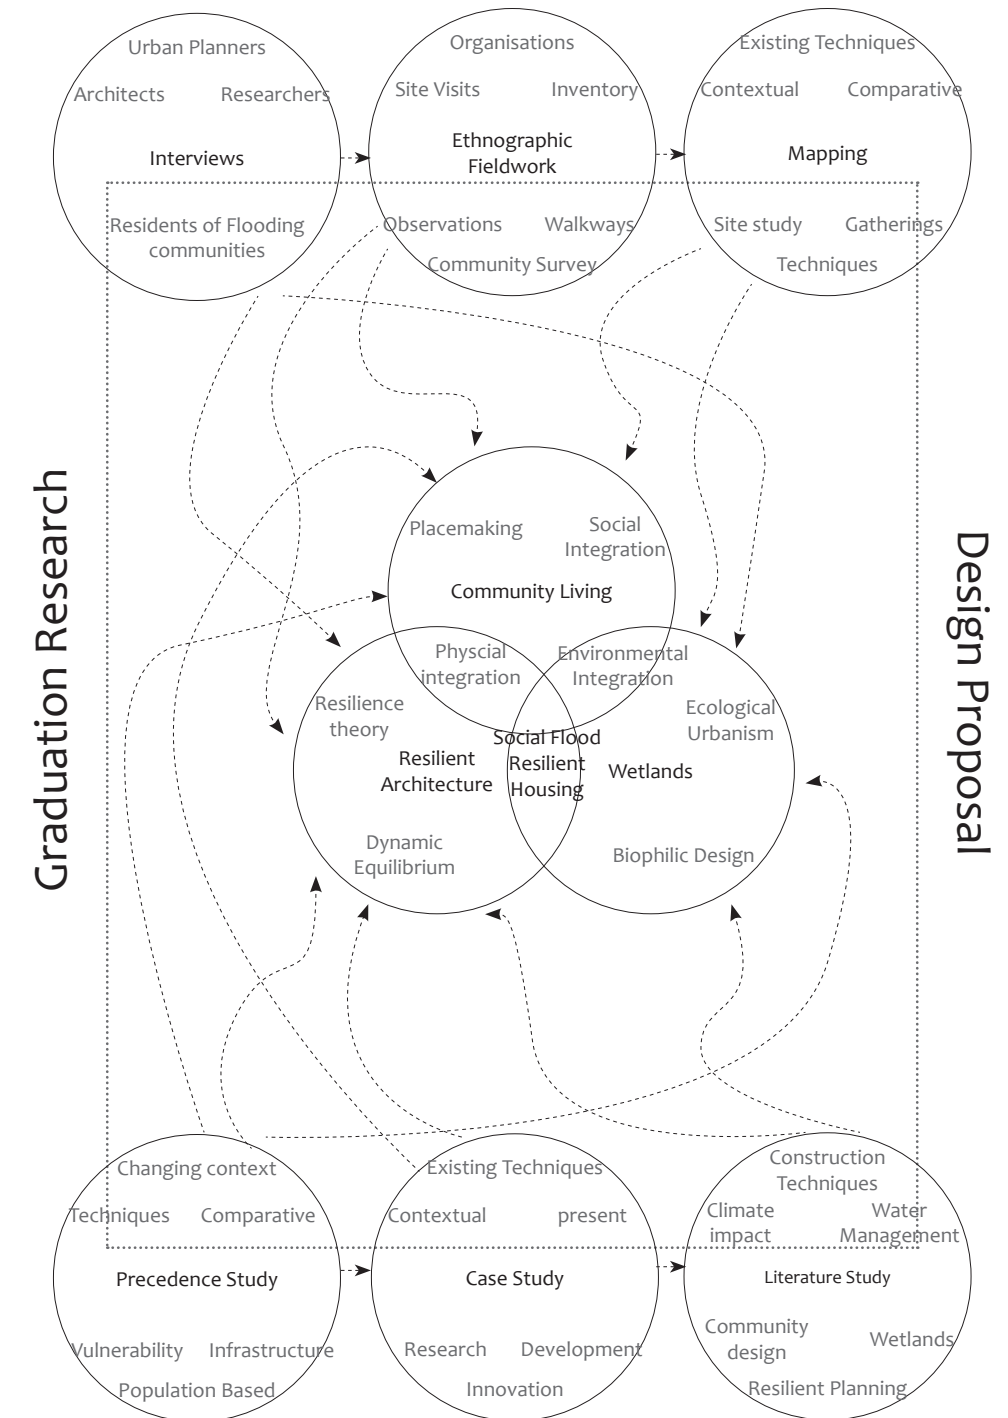 Urban Planners
Architects
Researchers
Interviews
Residents of Flooding
communities
Organisations
Site Visits
Inventory
Ethnographic
Fieldwork
Observations
Walkways
Community Survey
Existing Techniques
Contextual
Comparative
Mapping
Site study
Gatherings
Techniques
Graduation Research
Design Proposal
Placemaking
Social
Integration
Community Living
Physcial
integration
Environmental
Integration
Resilience
theory
Resilient
Architecture
Social Flood
Resilient
Housing
Ecological
Urbanism
Wetlands
Dynamic
Equilibrium
Biophilic Design
Changing context
Techniques
Comparative
Precedence Study
Vulnerability
Infrastructure
Population Based
Existing Techniques
Contextual
present
Case Study
Research
Development
Innovation
Construction
Techniques
Climate
impact
Water
Management
Literature Study
Community
design
Wetlands
Resilient Planning